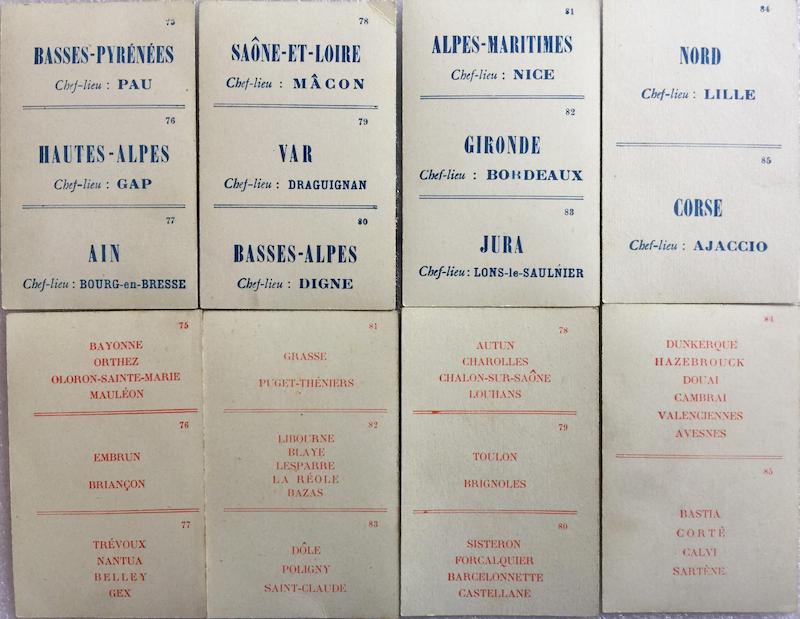 75
BASSES-PYRÉNÉES
Chef-lieu : PAU
76
HAUTES-ALPES
Chef-lieu : GAP
77
AIN
Chef-lieu : BOURG-en-BRESSE
78
SAÔNE-ET-LOIRE
Chef-lieu : MÂCON
79
VAR
Chef-lieu : DRAGUIGNAN
80
BASSES-ALPES
Chef-lieu : DIGNE
81
ALPES-MARITIMES
Chef-lieu : NICE
82
GIRONDE
Chef-lieu : BORDEAUX
83
JURA
Chef-lieu : LONS-le-SAULNIER
84
NORD
Chef-lieu : LILLE
85
CORSE
Chef-lieu : AJACCIO
75
BAYONNE
ORTHEZ
OLORON-SAINTE-MARIE
MAULÉON
76
EMBRUN
BRIANÇON
77
TRÉVOUX
NANTUA
BELLEY
GEX
81
GRASSE
PUGET-THÉNIERS
82
LIBOURNE
BLAYE
LESPARRE
LA RÉOLE
BAZAS
83
DÔLE
POLIGNY
SAINT-CLAUDE
78
AUTUN
CHAROLLES
CHALON-SUR-SAÔNE
LOUHANS
79
TOULON
BRIGNOLES
80
SISTERON
FORCALQUIER
BARCELONNETTE
CASTELLANE
84
DUNKERQUE
HAZEBROUCK
DOUAI
CAMBRAI
VALENCIENNES
AVESNES
85
BASTIA
CORTÉ
CALVI
SARTÈNE